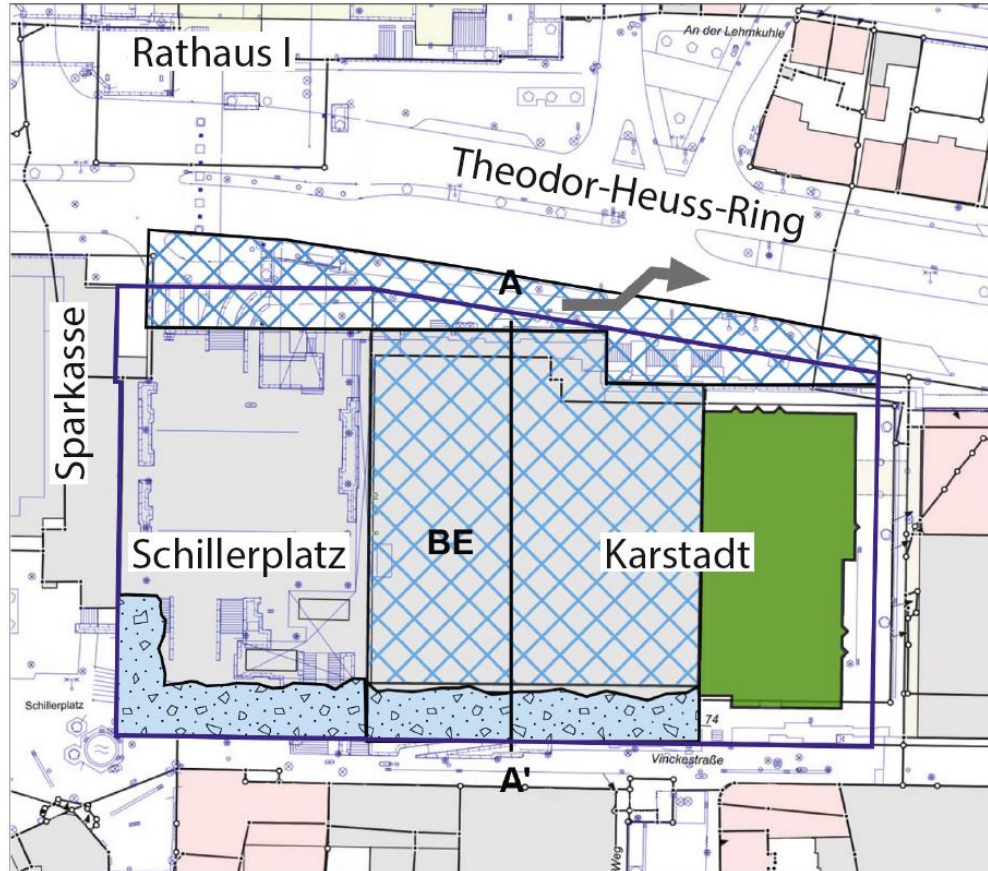 An der Lehmkuhle
Rathaus I
Theodor-Heuss-Ring
A
Sparkasse
BE
Schillerplatz
Karstadt
Schillerplatz
74
Vinckestraße
A'
Weg